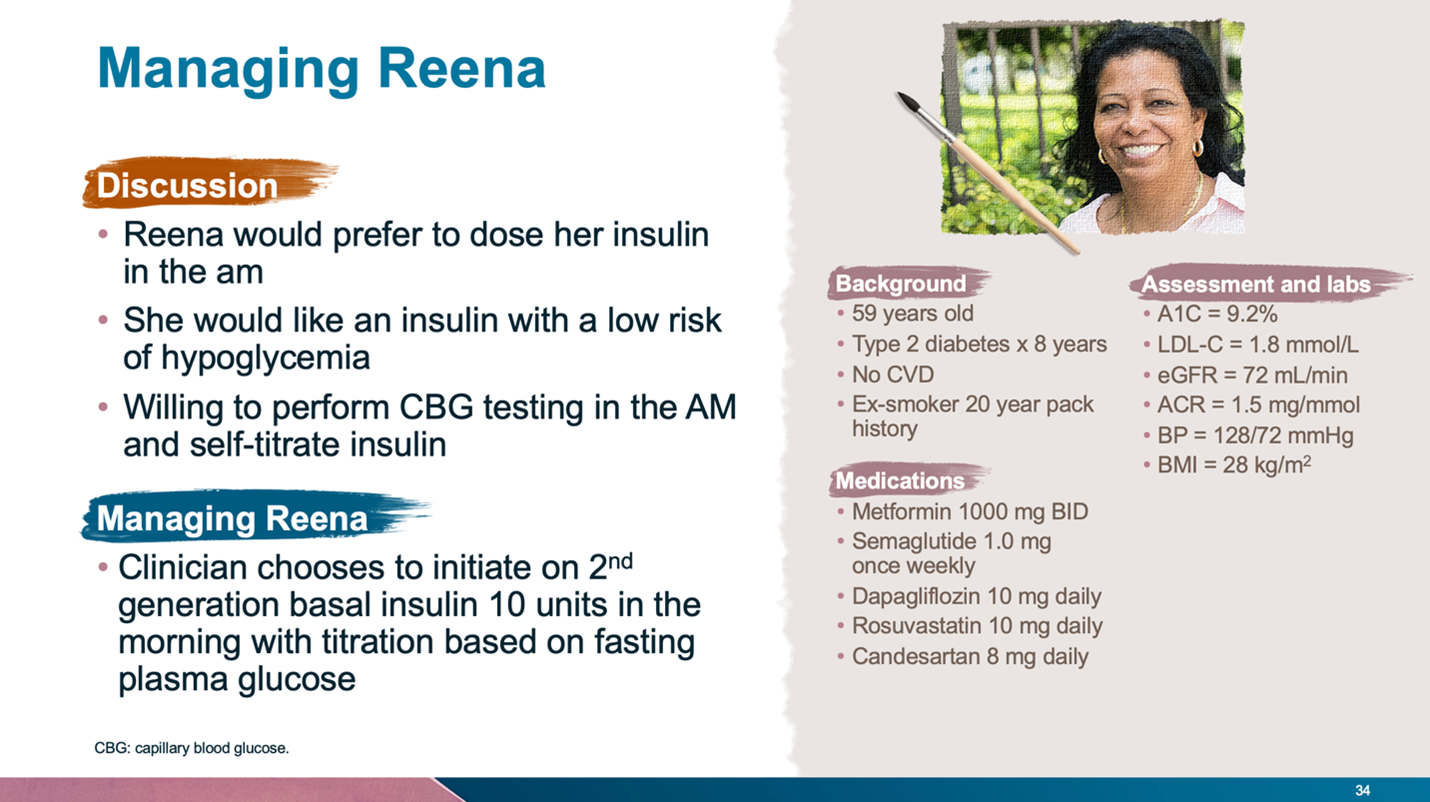 Managing Reena
Discussion
• Reena would prefer to dose her insulin
in the am
• She would like an insulin with a low risk
of hypoglycemia
• Willing to perform CBG testing in the AM
and self-titrate insulin
Managing Reena
• Clinician chooses to initiate on 2nd
generation basal insulin 10 units in the
morning with titration based on fasting
plasma glucose
CBG: capillary blood glucose.
Background
• 59 years old
• Type 2 diabetes x 8 years
• No CVD
• Ex-smoker 20 year pack
history
Medications
• Metformin 1000 mg BID
• Semaglutide 1.0 mg
once weekly
• Dapagliflozin 10 mg daily
• Rosuvastatin 10 mg daily
• Candesartan 8 mg daily
Assessment and labs
• A1C = 9.2%
• LDL-C = 1.8 mmol/L
• eGFR = 72 mL/min
• ACR = 1.5 mg/mmol
• BP = 128/72 mmHg
• BMI = 28 kg/m²
34